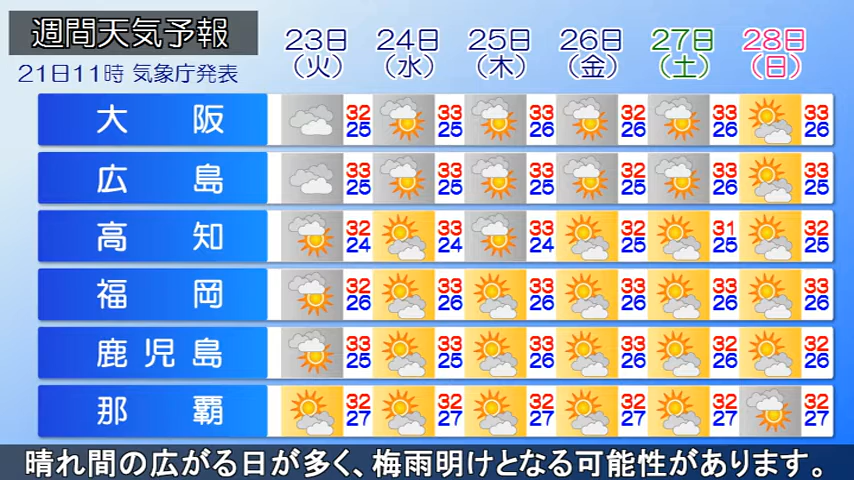 週間天気予報
21日11時 気象庁発表
23日 24日 25日 26日 27日 28日
(火) (水) (木) (金) (土) (日)
大阪 32 33 33 32 33 33
25 25 26 26 26 26
広島 33 33 33 32 33 33
25 25 25 25 26 25
高知 32 33 33 32 31 32
24 24 24 25 25 25
福岡 32 33 33 33 33 33
26 26 26 26 26 26
鹿児島 33 33 33 33 32 32
25 25 26 26 26 26
那覇 32 32 32 32 32 32
27 27 27 27 27 27
晴れ間の広がる日が多く、梅雨明けとなる可能性があります。